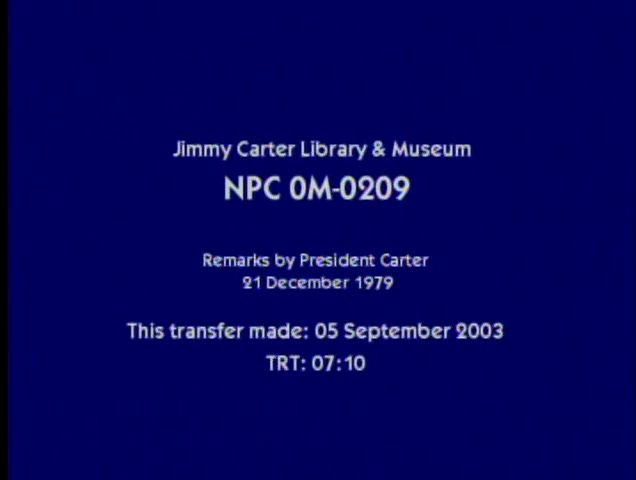 Jimmy Carter Library & Museum
NPC 0M-0209
Remarks by President Carter
21 December 1979
This transfer made: 05 September 2003
TRT: 07:10